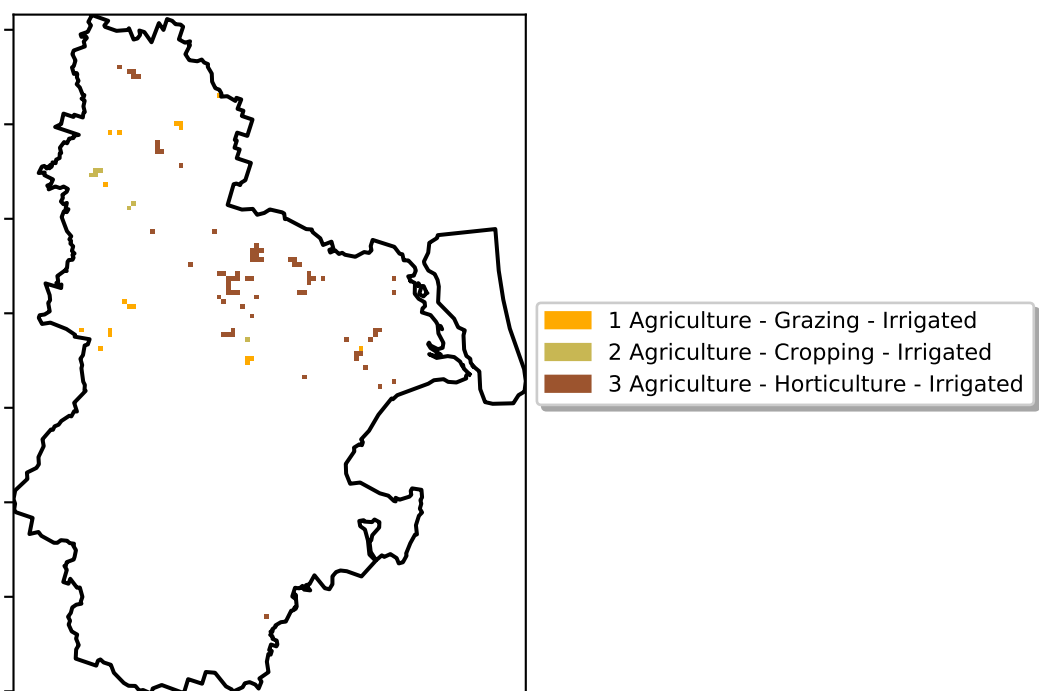 1 Agriculture - Grazing - Irrigated
2 Agriculture - Cropping - Irrigated
3 Agriculture - Horticulture - Irrigated